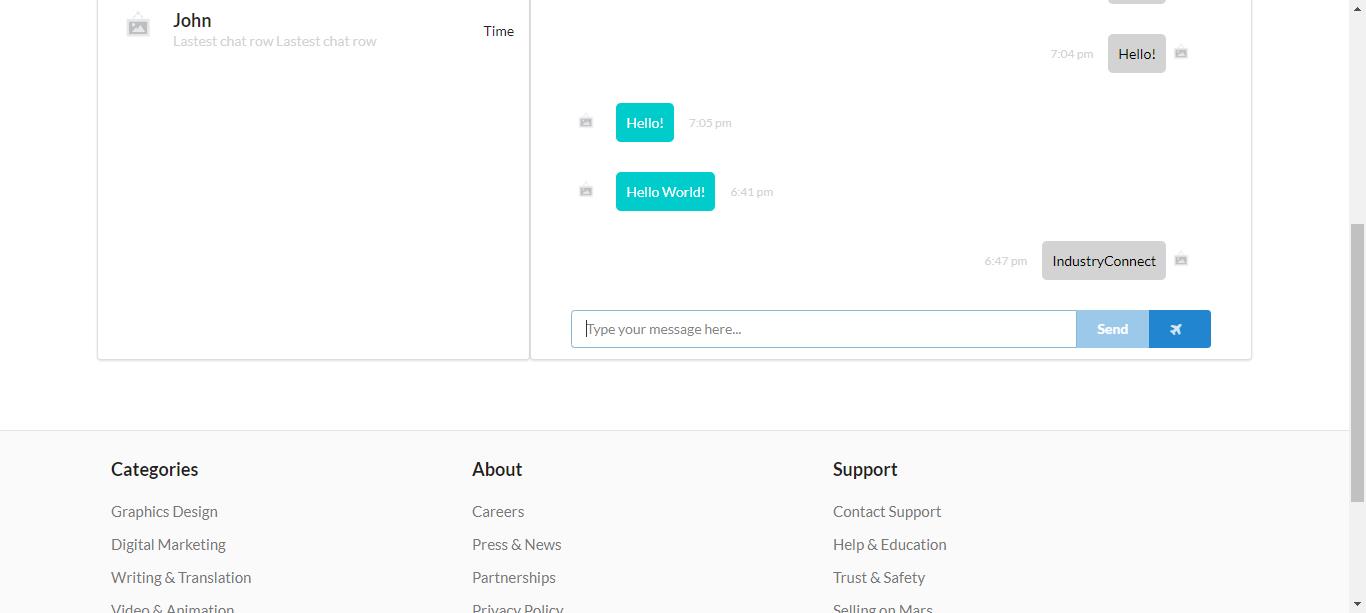 John
Lastest chat row Lastest chat row
Time
7:04 pm
Hello!
Hello!
7:05 pm
Hello World!
6:41 pm
6:47 pm
IndustryConnect
Type your message here...
Send
Categories
About
Support
Graphics Design
Careers
Contact Support
Digital Marketing
Press & News
Help & Education
Writing & Translation
Partnerships
Trust & Safety
Video & Animation
Privacy Policy
Selling on Mars